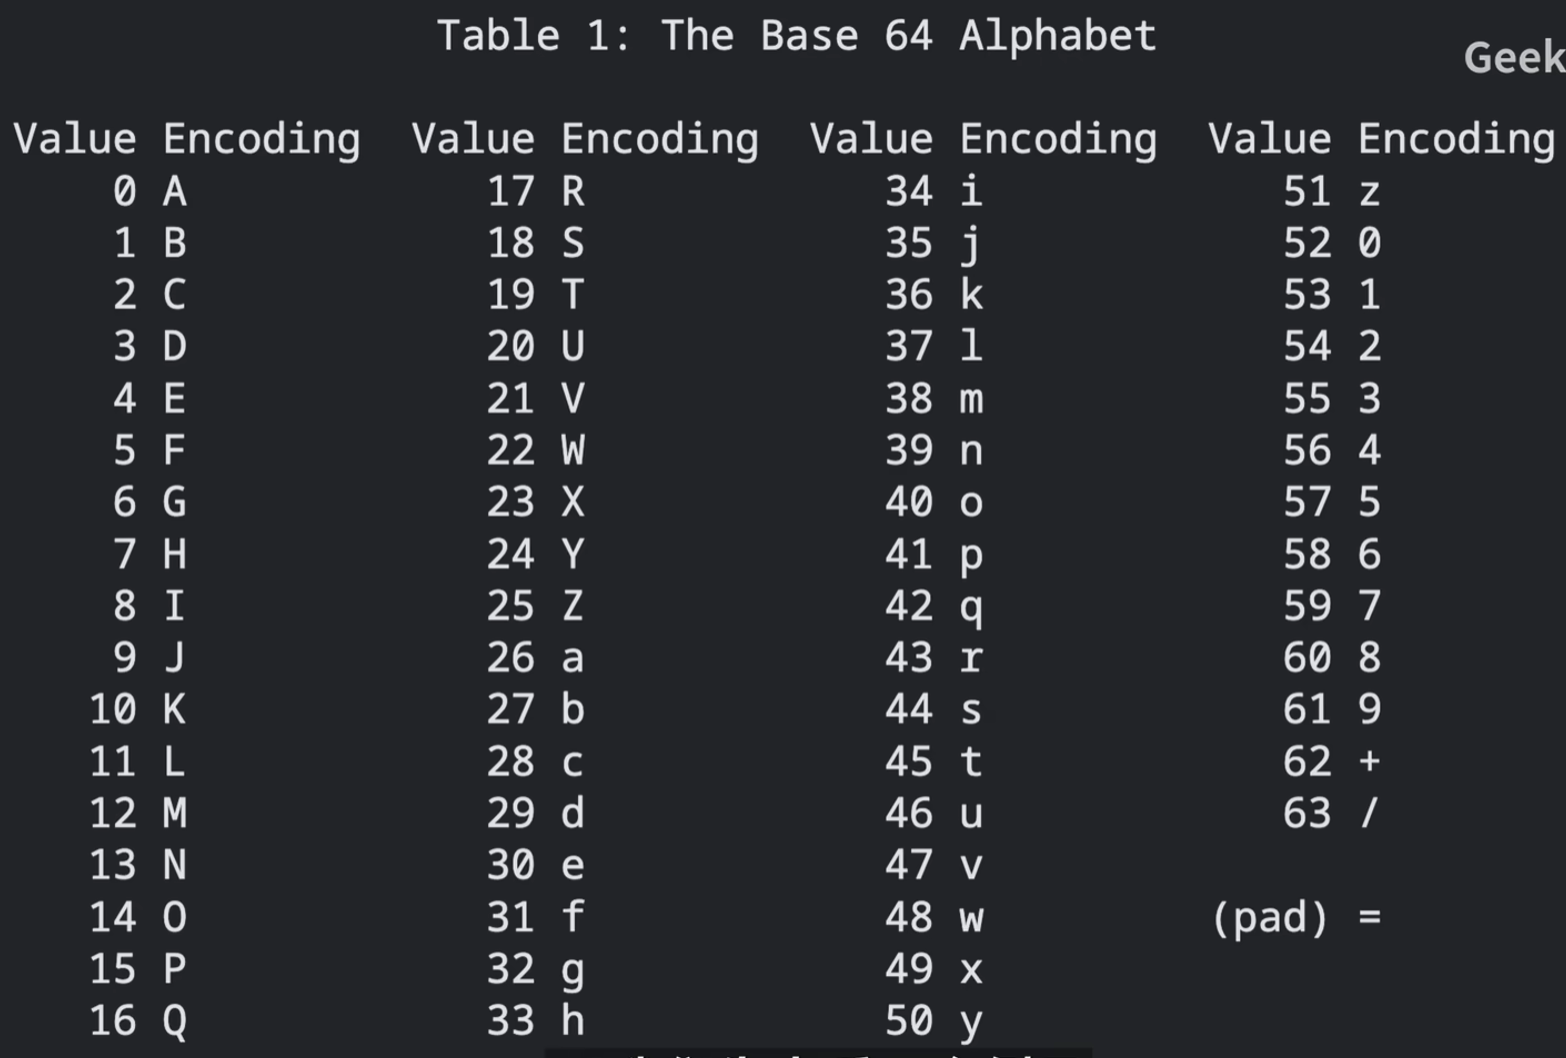 Table 1: The Base 64 Alphabet
Geek
Value Encoding Value Encoding Value Encoding Value Encoding
0 A 17 R 34 i 51 z
1 B 18 S 35 j 52 0
2 C 19 T 36 k 53 1
3 D 20 U 37 l 54 2
4 E 21 V 38 m 55 3
5 F 22 W 39 n 56 4
6 G 23 X 40 o 57 5
7 H 24 Y 41 p 58 6
8 I 25 Z 42 q 59 7
9 J 26 a 43 r 60 8
10 K 27 b 44 s 61 9
11 L 28 c 45 t 62 +
12 M 29 d 46 u 63 /
13 N 30 e 47 v
14 O 31 f 48 w (pad) =
15 P 32 g 49 x
16 Q 33 h 50 y